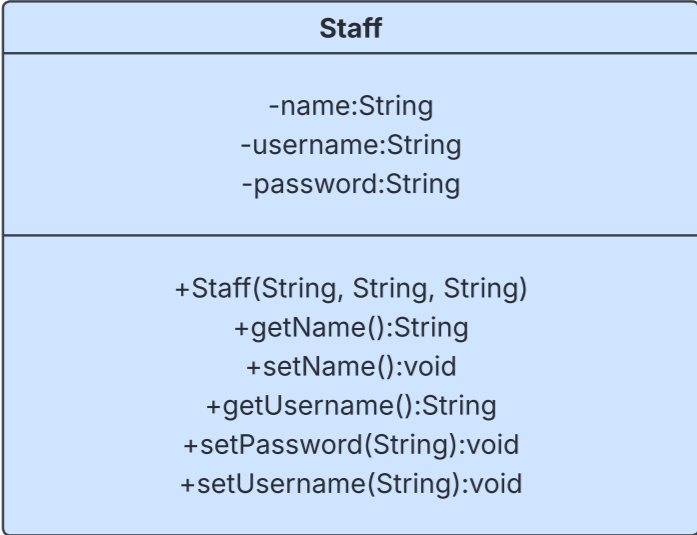 Staff
-name:String
-username:String
-password:String
+Staff(String, String, String)
+getName():String
+setName():void
+getUsername():String
+setPassword(String):void
+setUsername(String):void